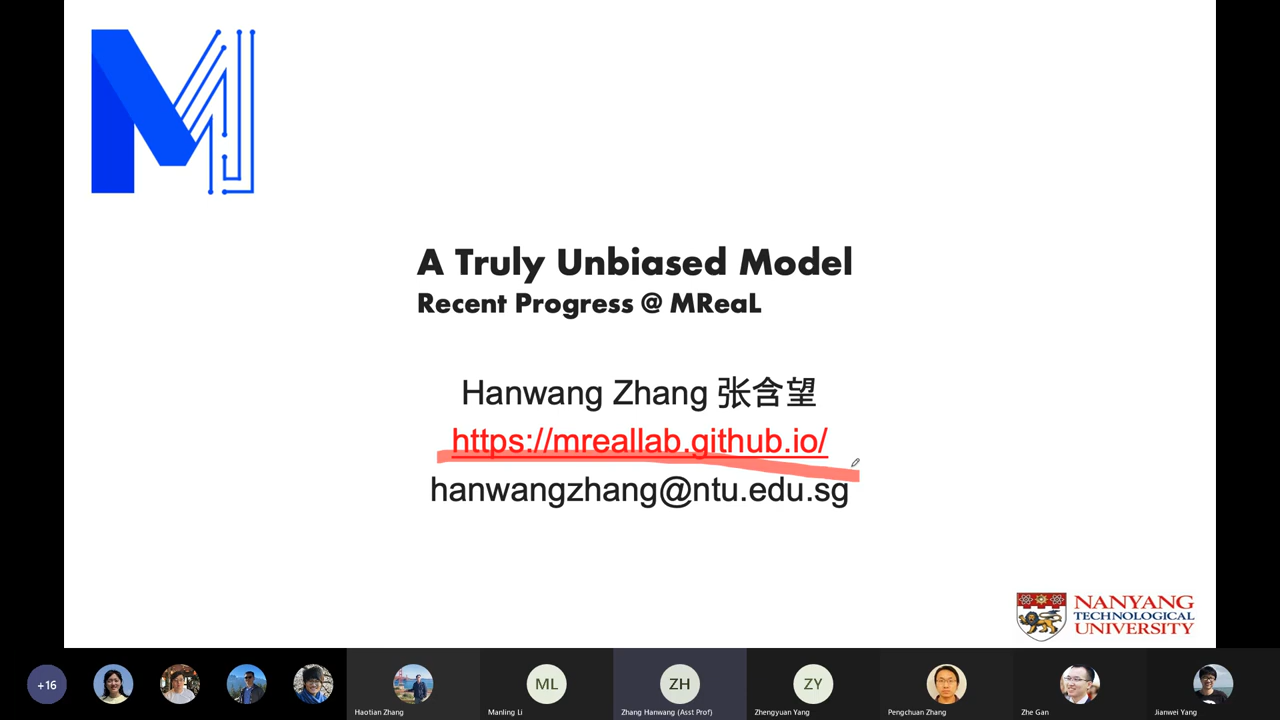 A Truly Unbiased Model
Recent Progress @ MReaL
Hanwang Zhang 张含望
https://mreallab.github.io/
hanwangzhang@ntu.edu.sg
NANYANG
TECHNOLOGICAL
UNIVERSITY
+16
ML
ZH
ZY
Haotian Zhang
Manling Li
Zhang Hanwang (Asst Prof)
Zhengyuan Yang
Pengchuan Zhang
Zhe Gan
Jianwei Yang